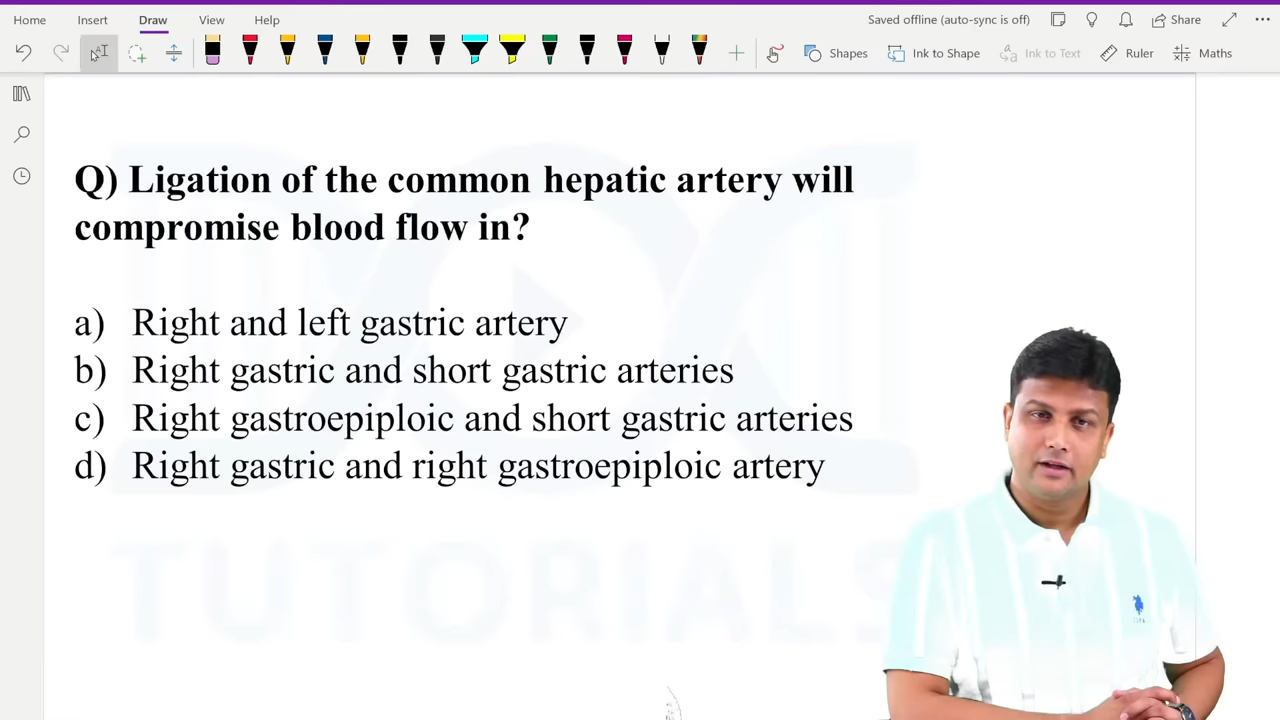 Home Insert Draw View Help Saved offline (auto-sync is off) Share
Shapes Ink to Shape Ink to Text Ruler Maths
Q) Ligation of the common hepatic artery will
compromise blood flow in?
a) Right and left gastric artery
b) Right gastric and short gastric arteries
c) Right gastroepiploic and short gastric arteries
d) Right gastric and right gastroepiploic artery
TUTORIALS